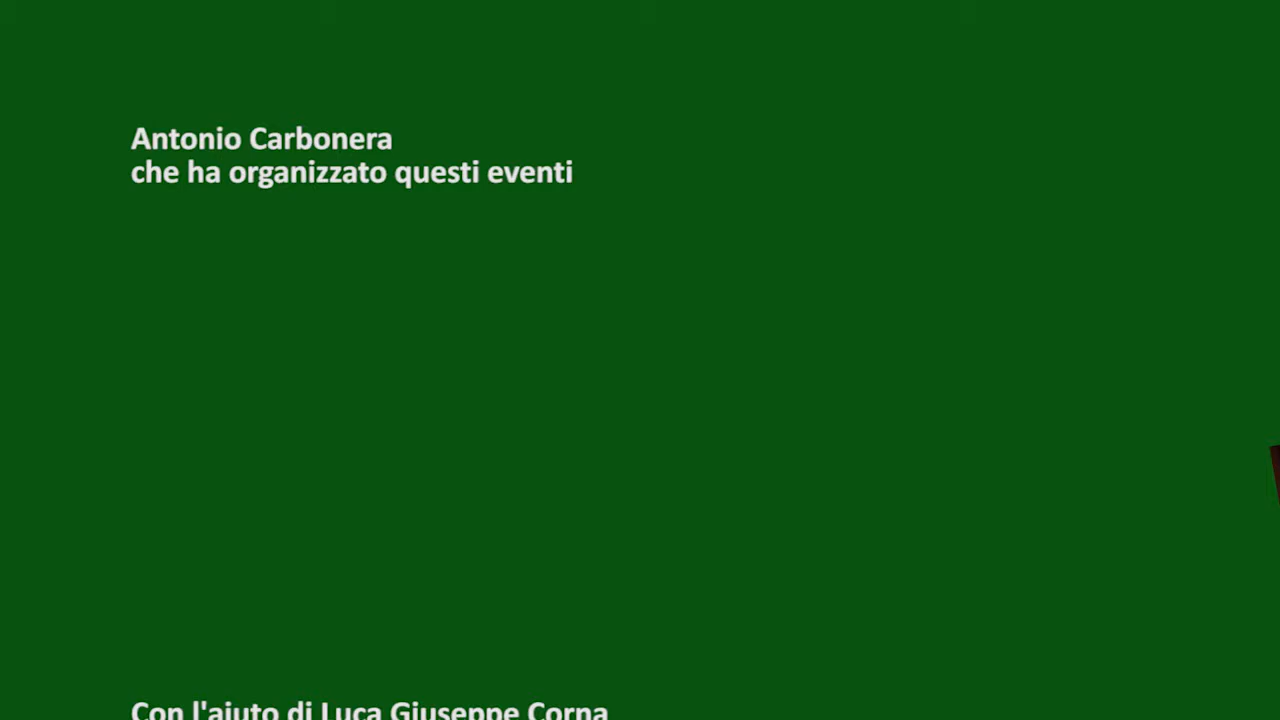 Antonio Carbonera
che ha organizzato questi eventi
Con l'aiuto di Luca Giuseppe Corna